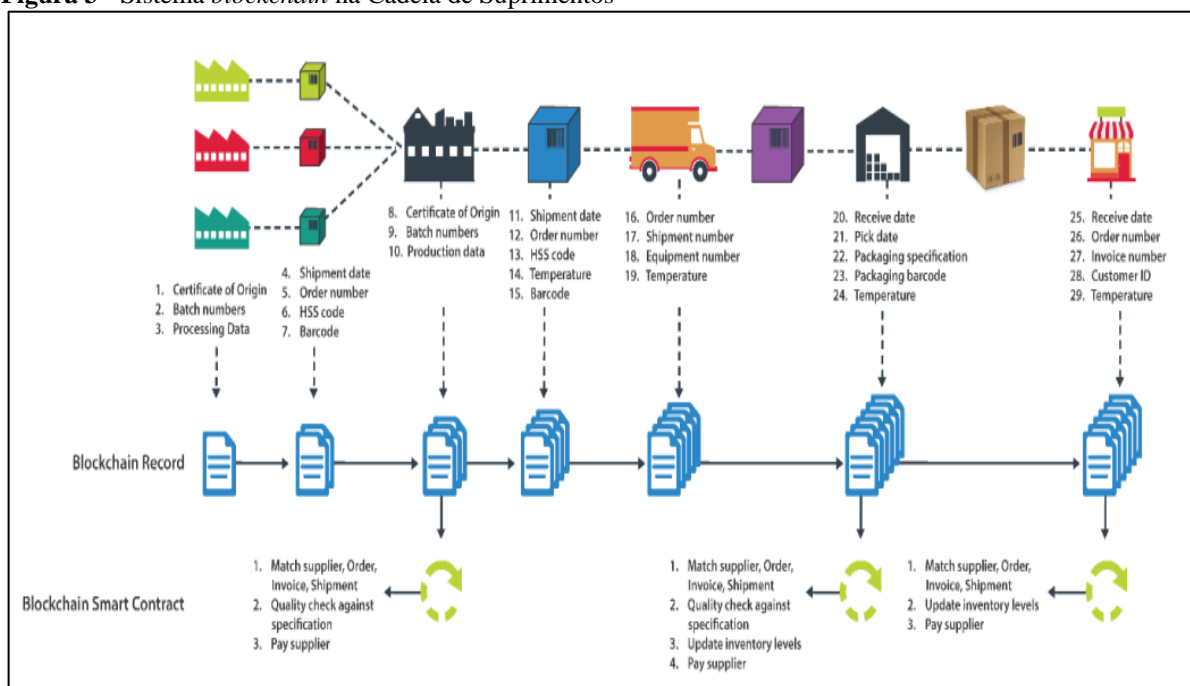 Figura 3 - Sistema blockchain na Cadeia de Suprimentos
1. Certificate of Origin
2. Batch numbers
3. Processing Data
4. Shipment date
5. Order number
6. HSS code
7. Barcode
8. Certificate of Origin
9. Batch numbers
10. Production data
11. Shipment date
12. Order number
13. HSS code
14. Temperature
15. Barcode
16. Order number
17. Shipment number
18. Equipment number
19. Temperature
20. Receive date
21. Pick date
22. Packaging specification
23. Packaging barcode
24. Temperature
25. Receive date
26. Order number
27. Invoice number
28. Customer ID
29. Temperature
Blockchain Record
Blockchain Smart Contract
1. Match supplier, Order,
Invoice, Shipment
2. Quality check against
specification
3. Pay supplier
1. Match supplier, Order,
Invoice, Shipment
2. Quality check against
specification
3. Update inventory levels
4. Pay supplier
1. Match supplier, Order,
Invoice, Shipment
2. Update inventory levels
3. Pay supplier